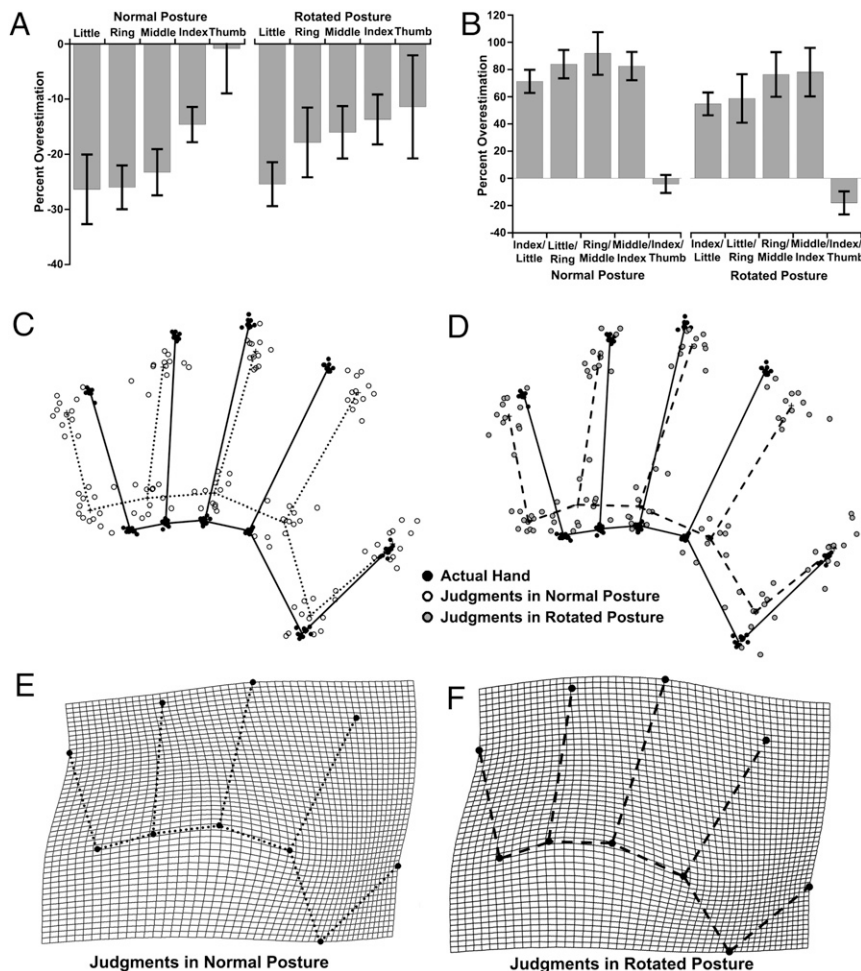 A
Normal Posture
Rotated Posture
Little Ring Middle Index Thumb
Little Ring Middle Index Thumb
0
-10
-20
-30
-40
Percent Overestimation
B
120
100
80
60
40
20
0
-20
-40
Percent Overestimation
Index/ Little/ Ring/ Middle/ Index/
Little Ring Middle Index Thumb
Normal Posture
Index/ Little/ Ring/ Middle/ Index/
Little Ring Middle Index Thumb
Rotated Posture
C
D
Actual Hand
Judgments in Normal Posture
Judgments in Rotated Posture
E
Judgments in Normal Posture
F
Judgments in Rotated Posture